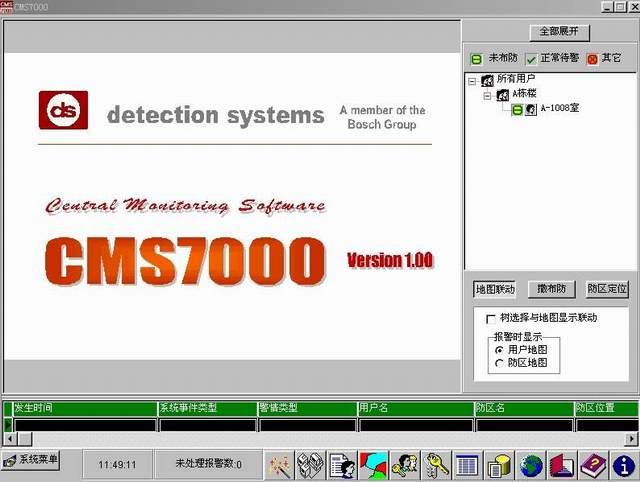 CMS7000
全部展开
未布防 正常待警 其它
所有用户
A栋楼
A-1008室
ds
detection systems
A member of the
Bosch Group
Central Monitoring Software
CMS7000
Version 1.00
地图联动 撤布防 防区定位
树选择与地图显示联动
报警时显示
用户地图
防区地图
发生时间 系统事件类型 警情类型 用户名 防区名 防区位置
系统菜单 11:49:11 未处理报警数:0